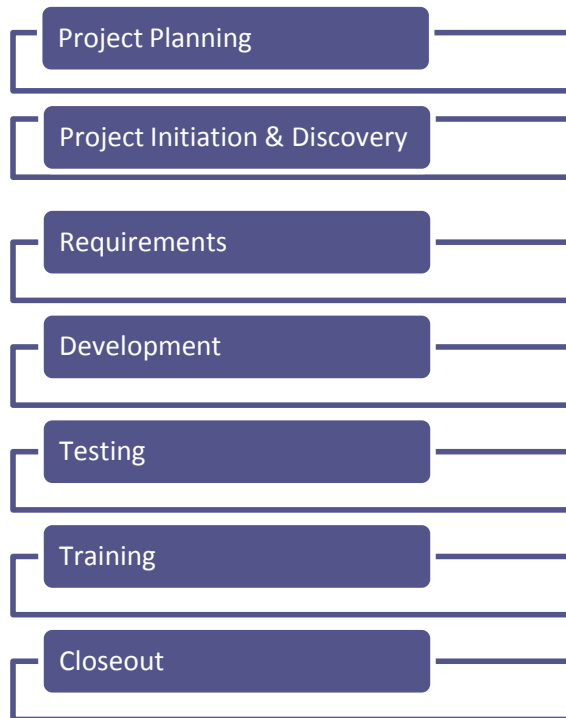 Project Planning
Project Initiation & Discovery
Requirements
Development
Testing
Training
Closeout